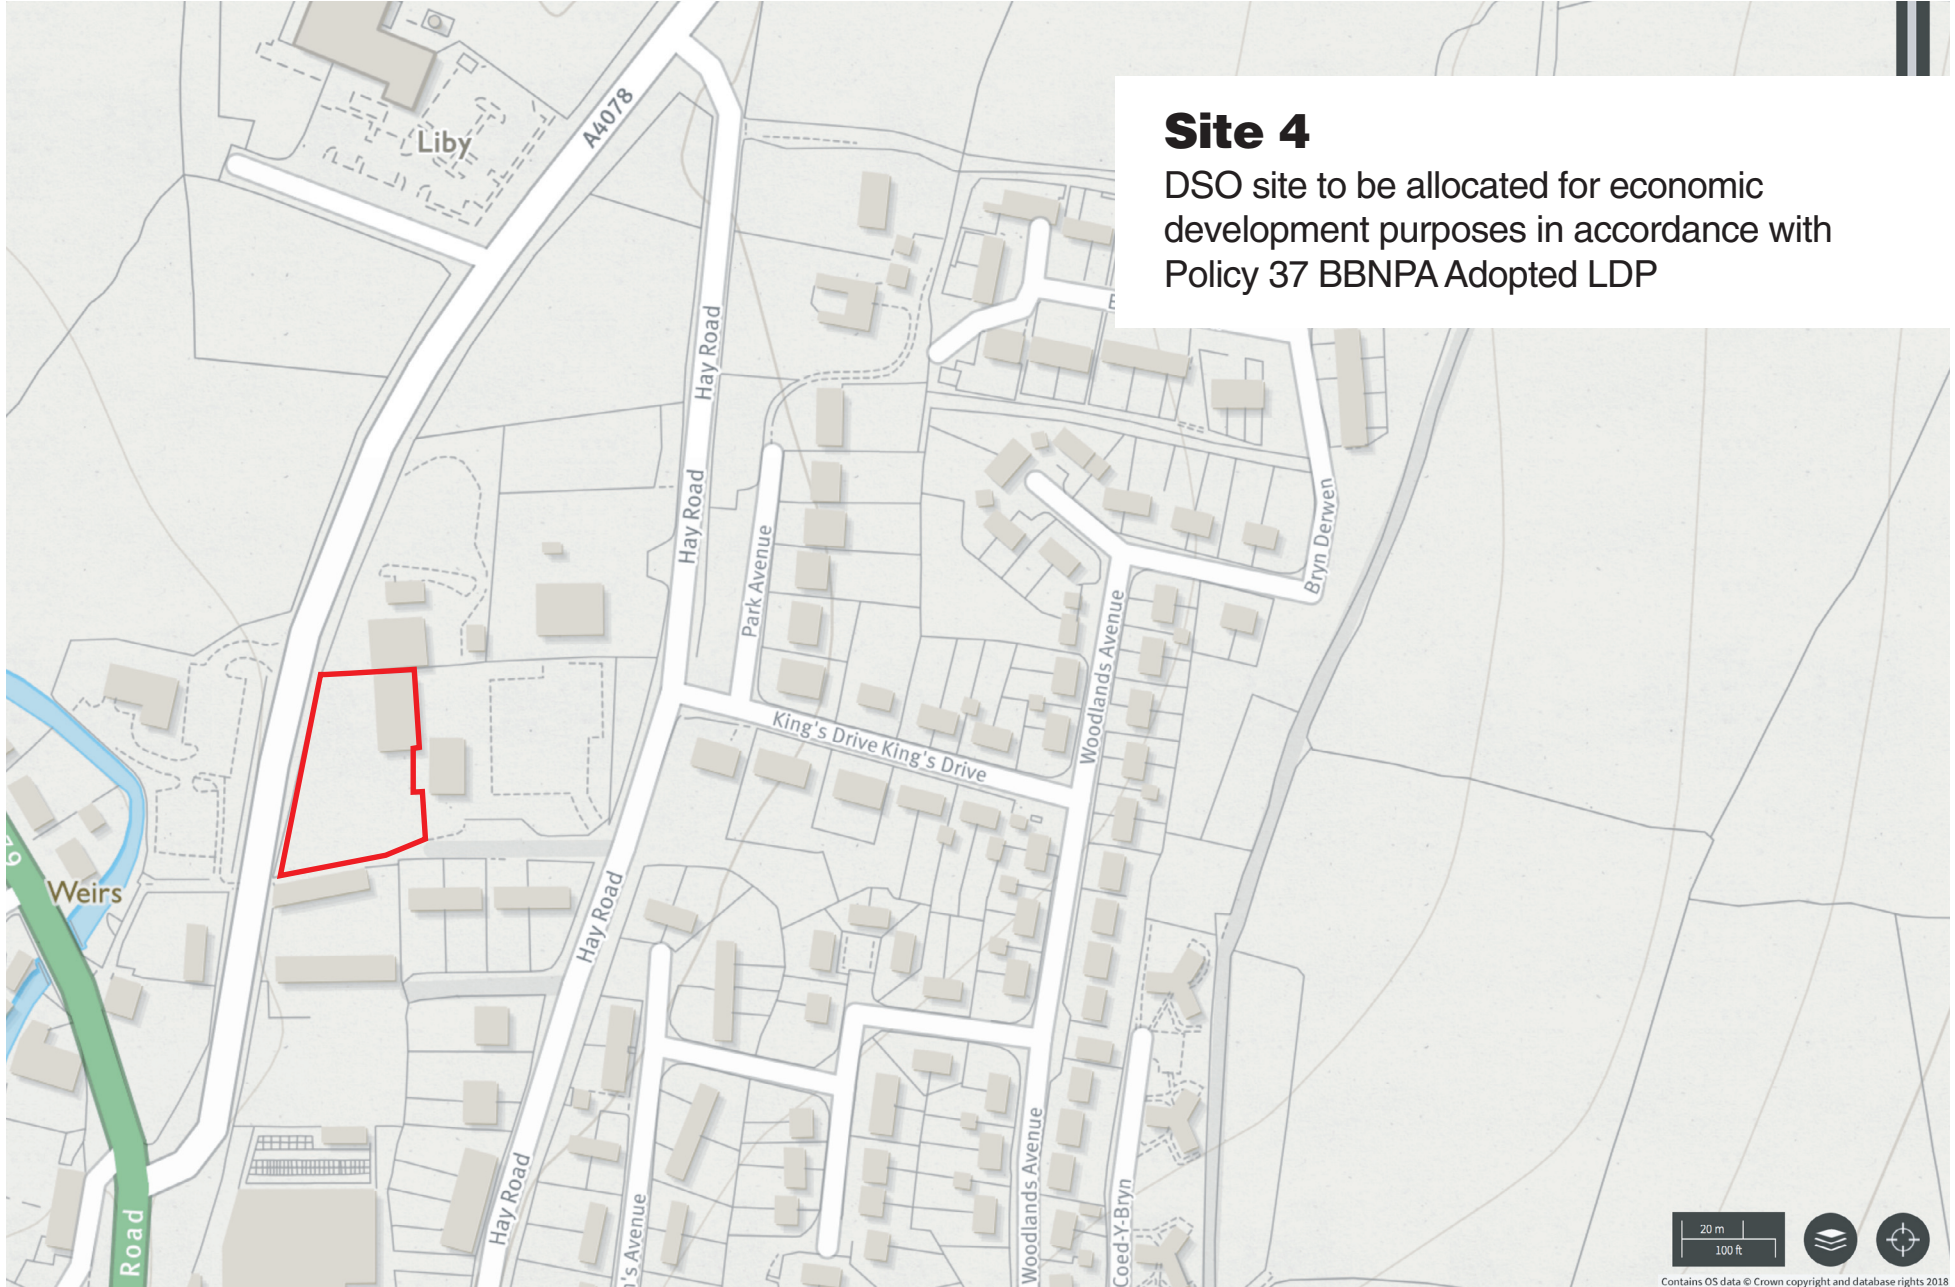 Site 4
DSO site to be allocated for economic
development purposes in accordance with
Policy 37 BBNPA Adopted LDP
A4078
Liby
Hay Road
Hay Road
Park Avenue
Bryn Derwen
Woodlands Avenue
King's Drive King's Drive
Weirs
Hay Road
Hay Road
Woodlands Avenue
Coed-Y-Bryn
's Avenue
Road
20 m
100 ft
Contains OS data © Crown copyright and database rights 2018